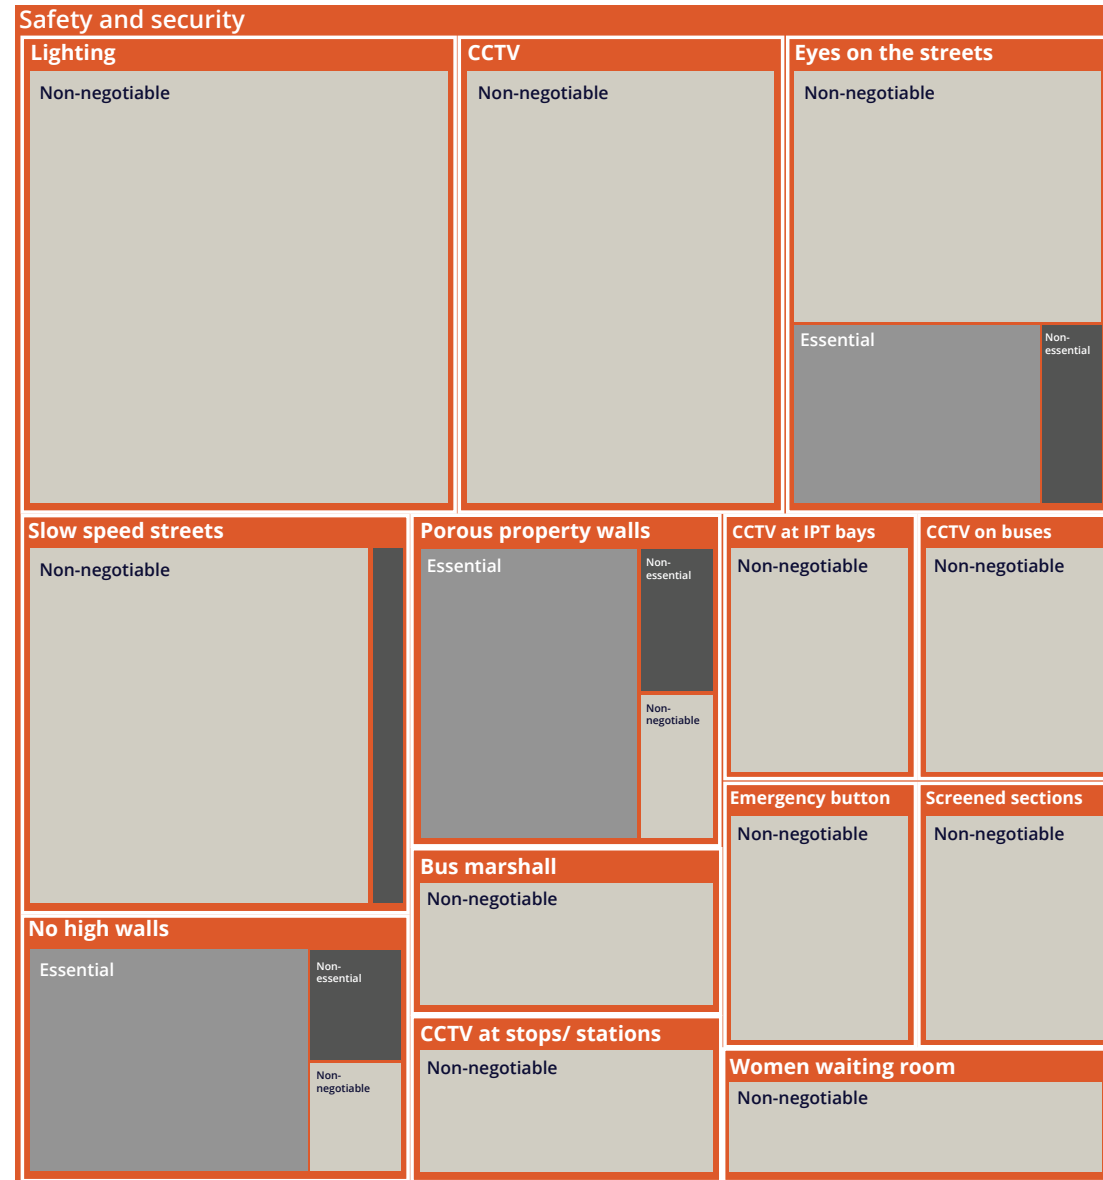 Safety and security
Lighting
Non-negotiable
CCTV
Non-negotiable
Eyes on the streets
Non-negotiable
Essential
Non-
essential
Slow speed streets
Non-negotiable
Porous property walls
Essential
Non-
essential
Non-
negotiable
CCTV at IPT bays
Non-negotiable
CCTV on buses
Non-negotiable
Emergency button
Non-negotiable
Screened sections
Non-negotiable
Bus marshall
Non-negotiable
No high walls
Essential
Non-
essential
Non-
negotiable
CCTV at stops/ stations
Non-negotiable
Women waiting room
Non-negotiable